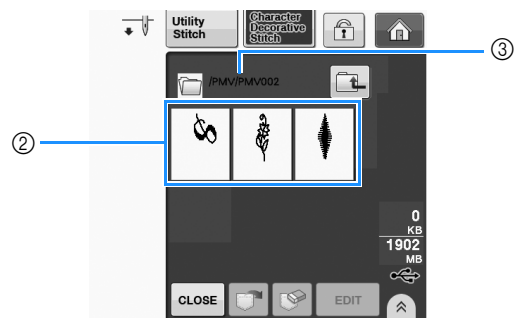 Utility
Stitch
Character
Decorative
Stitch
③
/PMV/PMV002
②
0
KB
1902
MB
CLOSE
EDIT